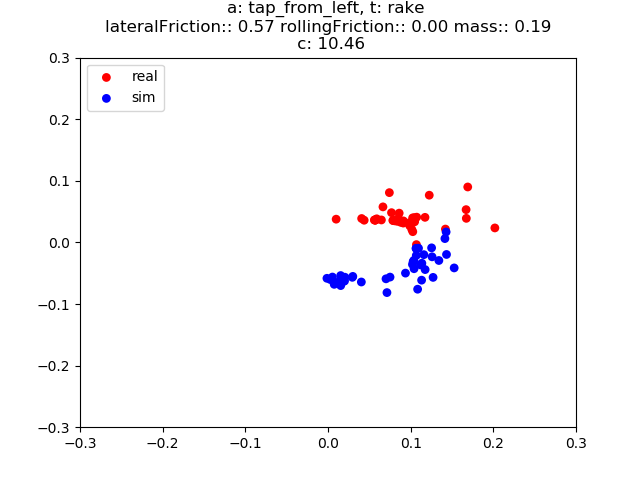 a: tap_from_left, t: rake
lateralFriction:: 0.57 rollingFriction:: 0.00 mass:: 0.19
c: 10.46
real
sim
0.3
0.2
0.1
0.0
−0.1
−0.2
−0.3
−0.3 −0.2 −0.1 0.0 0.1 0.2 0.3